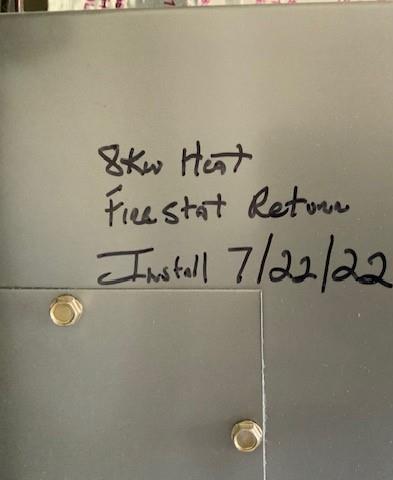 8Kw Heat
Firestat Return
Install 7/22/22